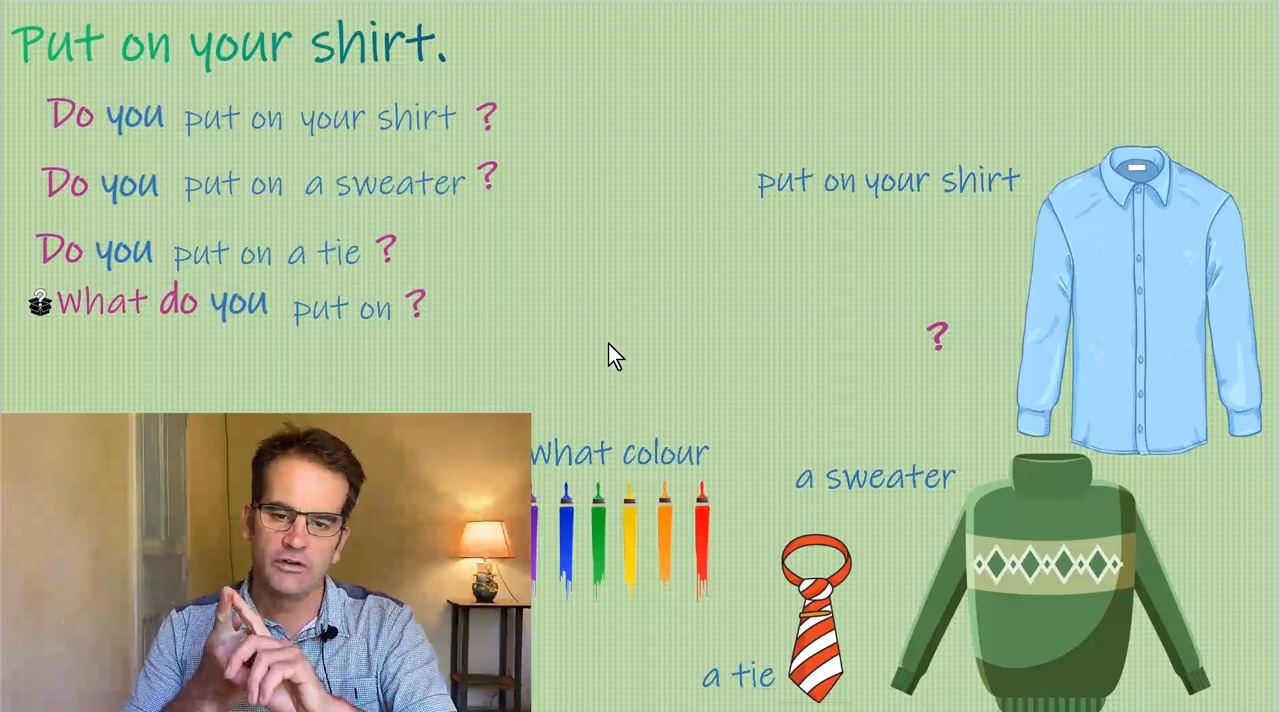 Put on your shirt.
Do you put on your shirt ?
Do you put on a sweater ?
Do you put on a tie ?
What do you put on ?
put on your shirt
?
What colour
a sweater
a tie